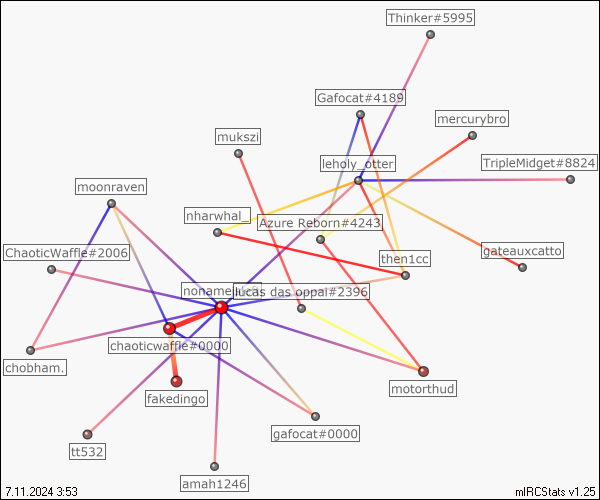 Thinker#5995
Gafocat#4189
mercurybro
mukszi
leholy_otter
TripleMidget#8824
moonraven
nharwhal_
Azure Reborn#4243
ChaoticWaffle#2006
gateauxcatto
then1cc
lucas das oppai#2396
chaoticwaffle#0000
chobham.
motorthud
fakedingo
gafocat#0000
tt532
amah1246
7.11.2024 3:53
mIRCStats v1.25